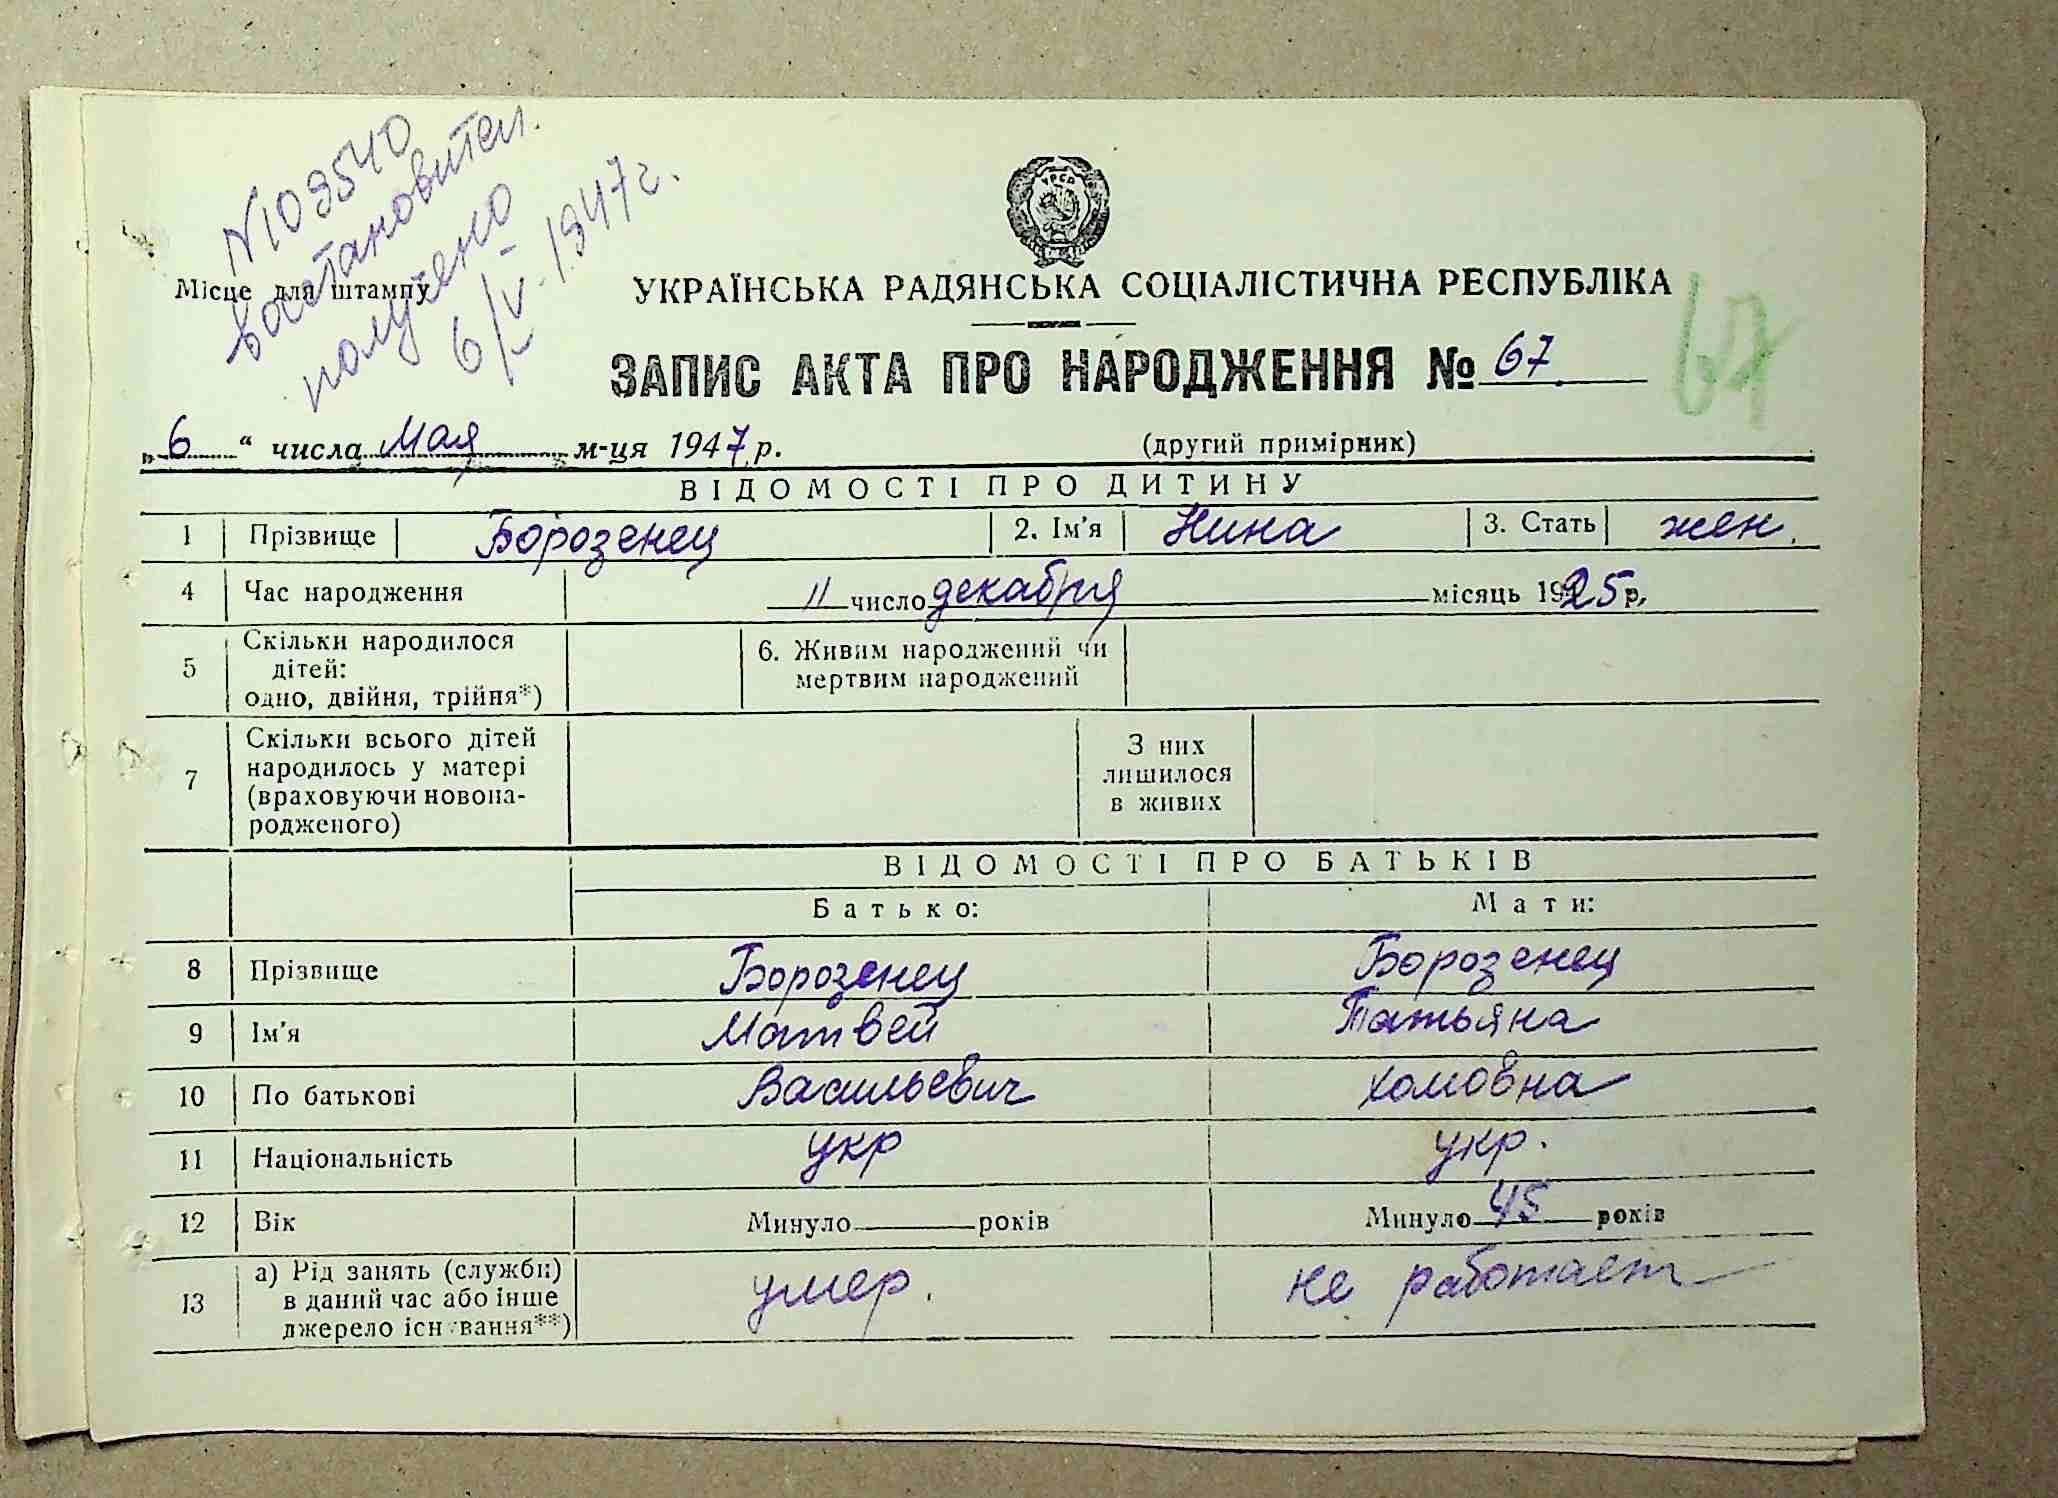 N109540
восстановител.
получено
6/V-1947г.
УРСР
Місце для штампу
УКРАЇНСЬКА РАДЯНСЬКА СОЦІАЛІСТИЧНА РЕСПУБЛІКА
ЗАПИС АКТА ПРО НАРОДЖЕННЯ № 67.
67
„6“ числа Мая м-ця 1947 р.
(другий примірник)
ВІДОМОСТІ ПРО ДИТИНУ
1 Прізвище Борозенец 2. Ім'я Нина 3. Стать жен.
4 Час народження 11 число декабря місяць 1925 р.
5 Скільки народилося дітей: одно, двійня, трійня*) 6. Живим народжений чи мертвим народжений
7 Скільки всього дітей народилось у матері (враховуючи новона-родженого) З них лишилося в живих
ВІДОМОСТІ ПРО БАТЬКІВ
Батько: Мати:
8 Прізвище Борозенец Борозенец
9 Ім'я Матвей Татьяна
10 По батькові Васильевич Хомовна
11 Національність укр укр.
12 Вік Минуло років Минуло 45 років
13 а) Рід занять (служби) в даний час або інше джерело існування**) умер. не работает